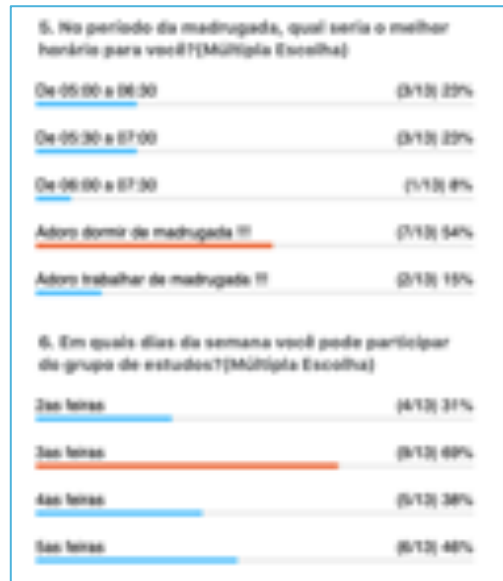 5. No período da madrugada, qual seria o melhor
horário para você?(Múltipla Escolha)
De 05:00 a 06:30 (3/13) 23%
De 05:30 a 07:00 (3/13) 23%
De 06:00 a 07:30 (1/13) 8%
Adoro dormir de madrugada !!! (7/13) 54%
Adoro trabalhar de madrugada !!! (2/13) 15%
6. Em quais dias da semana você pode participar
do grupo de estudos?(Múltipla Escolha)
2as feiras (4/13) 31%
3as feiras (9/13) 69%
4as feiras (5/13) 38%
5as feiras (6/13) 46%